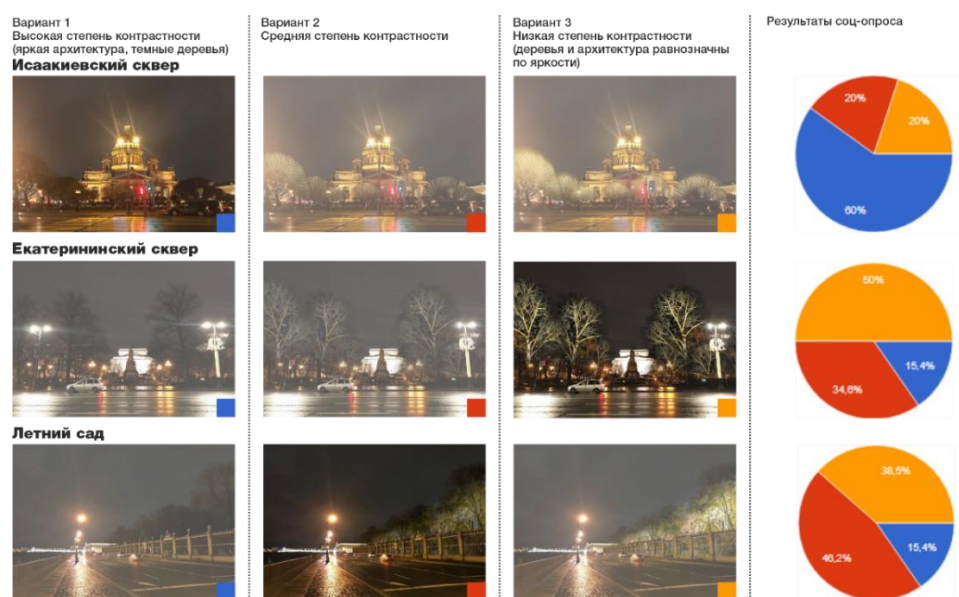 Вариант 1
Высокая степень контрастности
(яркая архитектура, темные деревья)
Вариант 2
Средняя степень контрастности
Вариант 3
Низкая степень контрастности
(деревья и архитектура равнозначны
по яркости)
Результаты соц-опроса
Исаакиевский сквер
20%
20%
60%
Екатерининский сквер
50%
15,4%
34,6%
Летний сад
38,5%
15,4%
46,2%